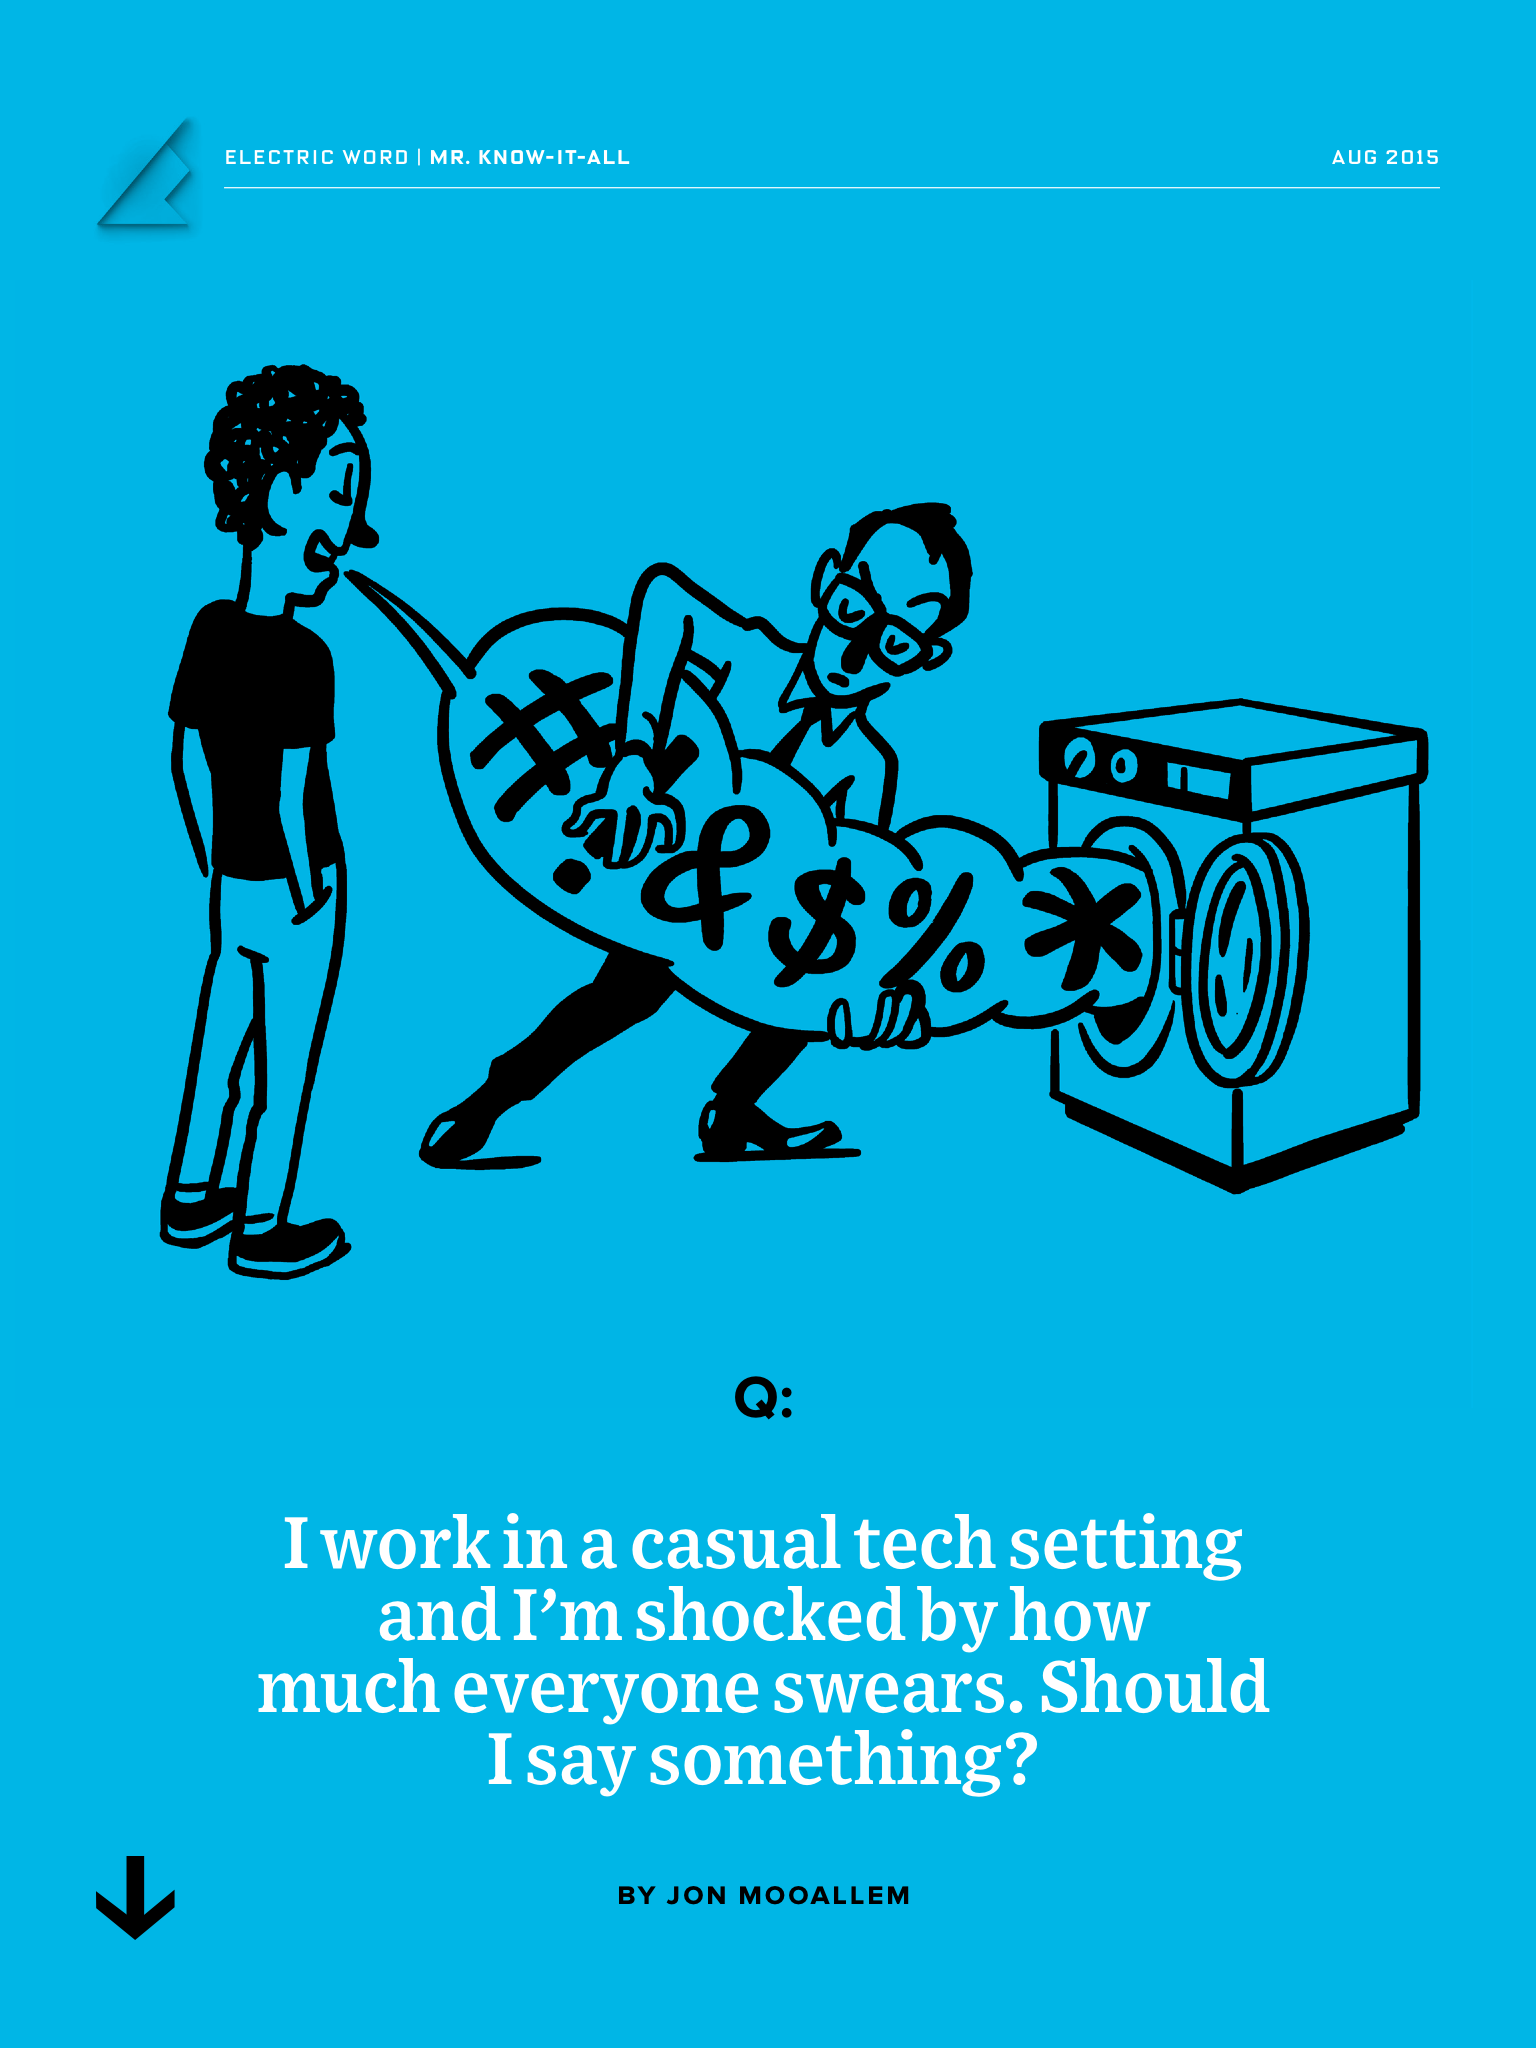 ELECTRIC WORD | MR. KNOW-IT-ALL
AUG 2015
#!&$%*
Q:
I work in a casual tech setting
and I’m shocked by how
much everyone swears. Should
I say something?
BY JON MOOALLEM